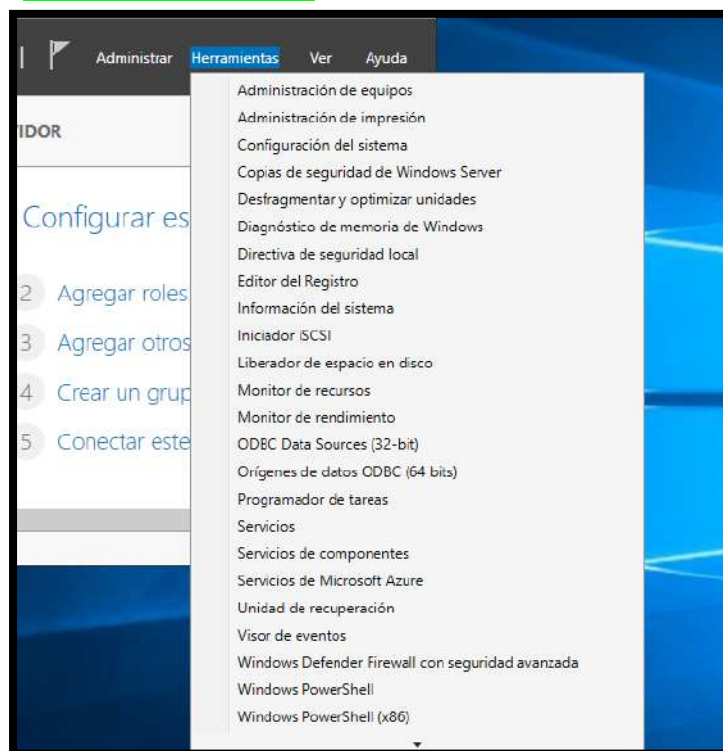 Administrar Herramientas Ver Ayuda
IDOR
Configurar es
2 Agregar roles
3 Agregar otros
4 Crear un grup
5 Conectar este
Administración de equipos
Administración de impresión
Configuración del sistema
Copias de seguridad de Windows Server
Desfragmentar y optimizar unidades
Diagnóstico de memoria de Windows
Directiva de seguridad local
Editor del Registro
Información del sistema
Iniciador iSCSI
Liberador de espacio en disco
Monitor de recursos
Monitor de rendimiento
ODBC Data Sources (32-bit)
Orígenes de datos ODBC (64 bits)
Programador de tareas
Servicios
Servicios de componentes
Servicios de Microsoft Azure
Unidad de recuperación
Visor de eventos
Windows Defender Firewall con seguridad avanzada
Windows PowerShell
Windows PowerShell (x86)